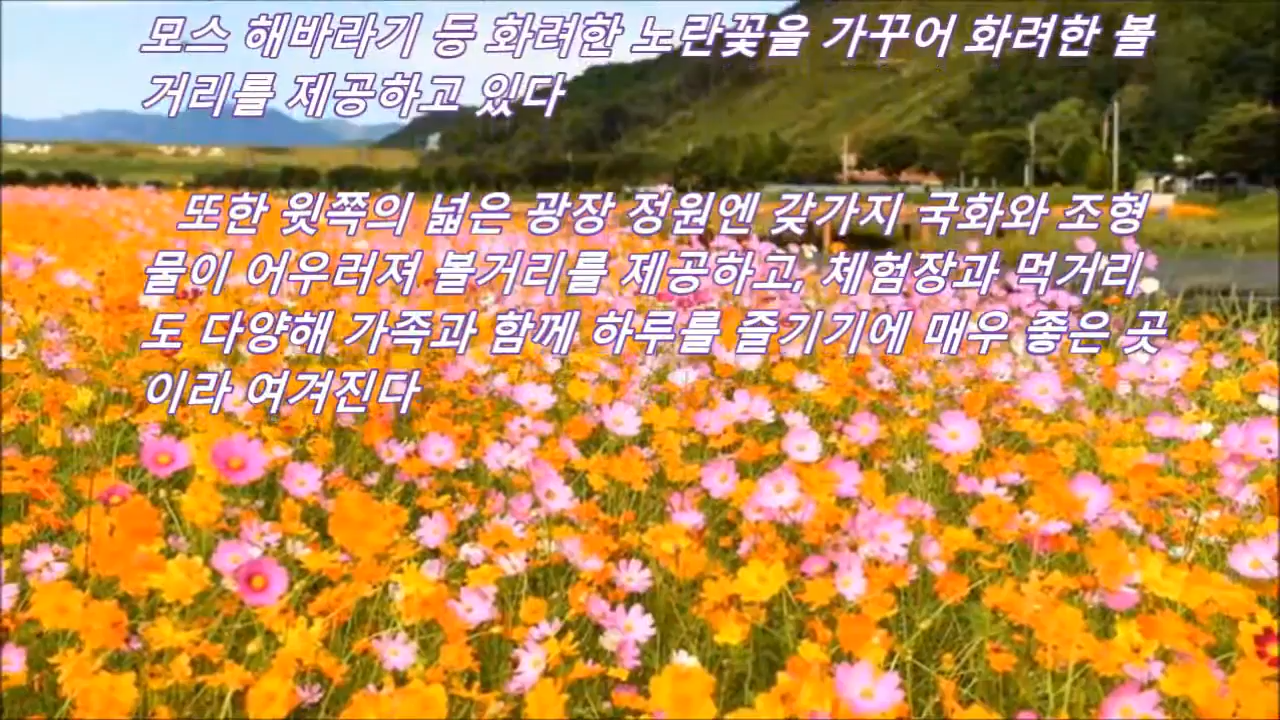 모스 해바라기 등 화려한 노란꽃을 가꾸어 화려한 볼
거리를 제공하고 있다
또한 윗쪽의 넓은 광장 정원엔 갖가지 국화와 조형
물이 어우러져 볼거리를 제공하고, 체험장과 먹거리
도 다양해 가족과 함께 하루를 즐기기에 매우 좋은 곳
이라 여겨진다